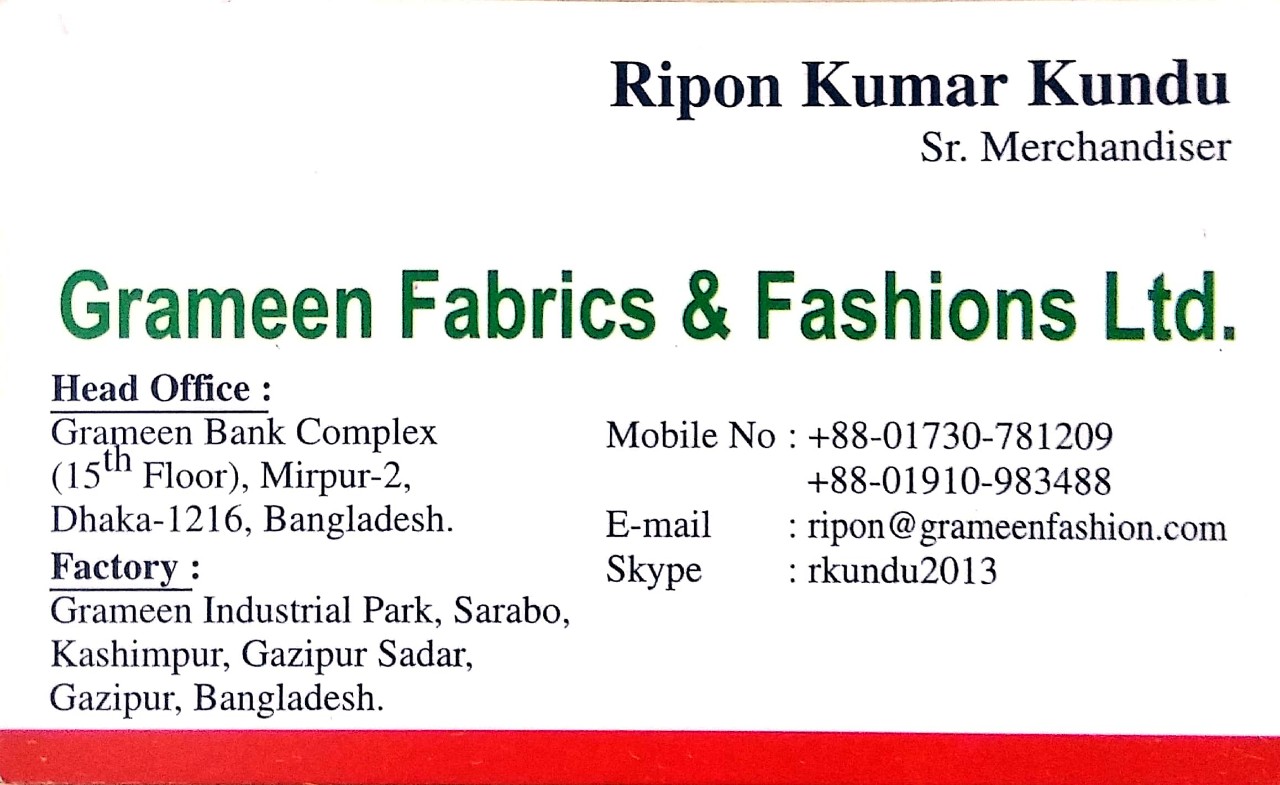 Ripon Kumar Kundu
Sr. Merchandiser
Grameen Fabrics & Fashions Ltd.
Head Office :
Grameen Bank Complex
(15th Floor), Mirpur-2,
Dhaka-1216, Bangladesh.
Factory :
Grameen Industrial Park, Sarabo,
Kashimpur, Gazipur Sadar,
Gazipur, Bangladesh.
Mobile No : +88-01730-781209
+88-01910-983488
E-mail : ripon@grameenfashion.com
Skype : rkundu2013